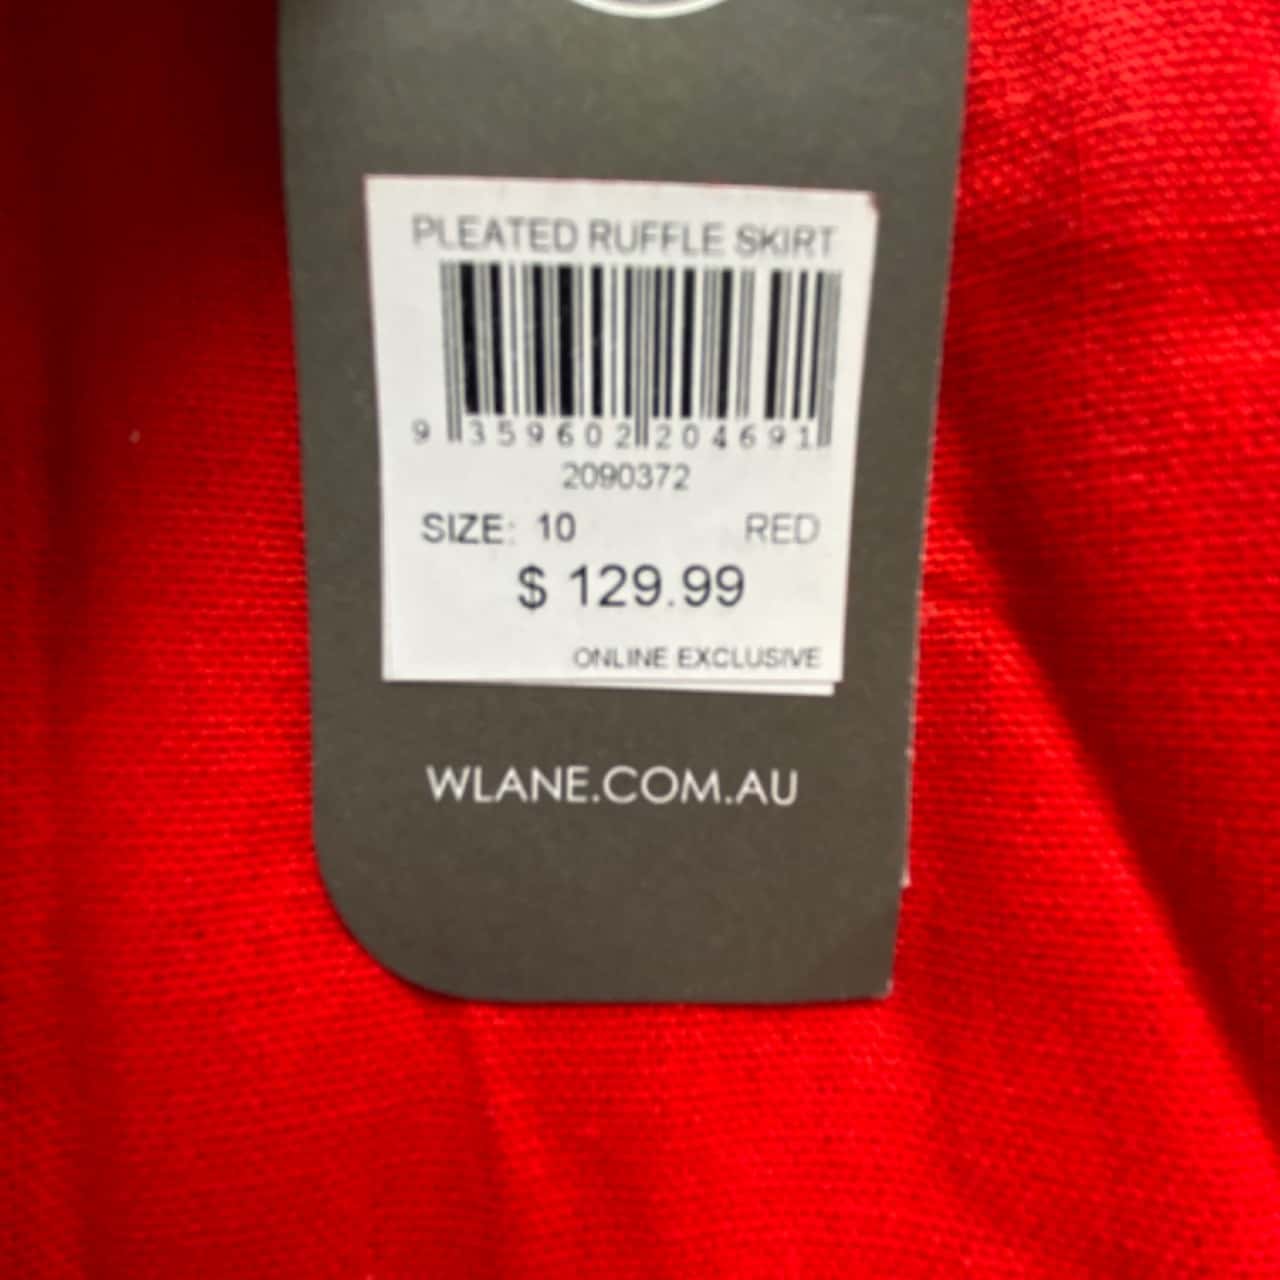 PLEATED RUFFLE SKIRT
9 359602 204691
2090372
SIZE: 10 RED
$ 129.99
ONLINE EXCLUSIVE
WLANE.COM.AU